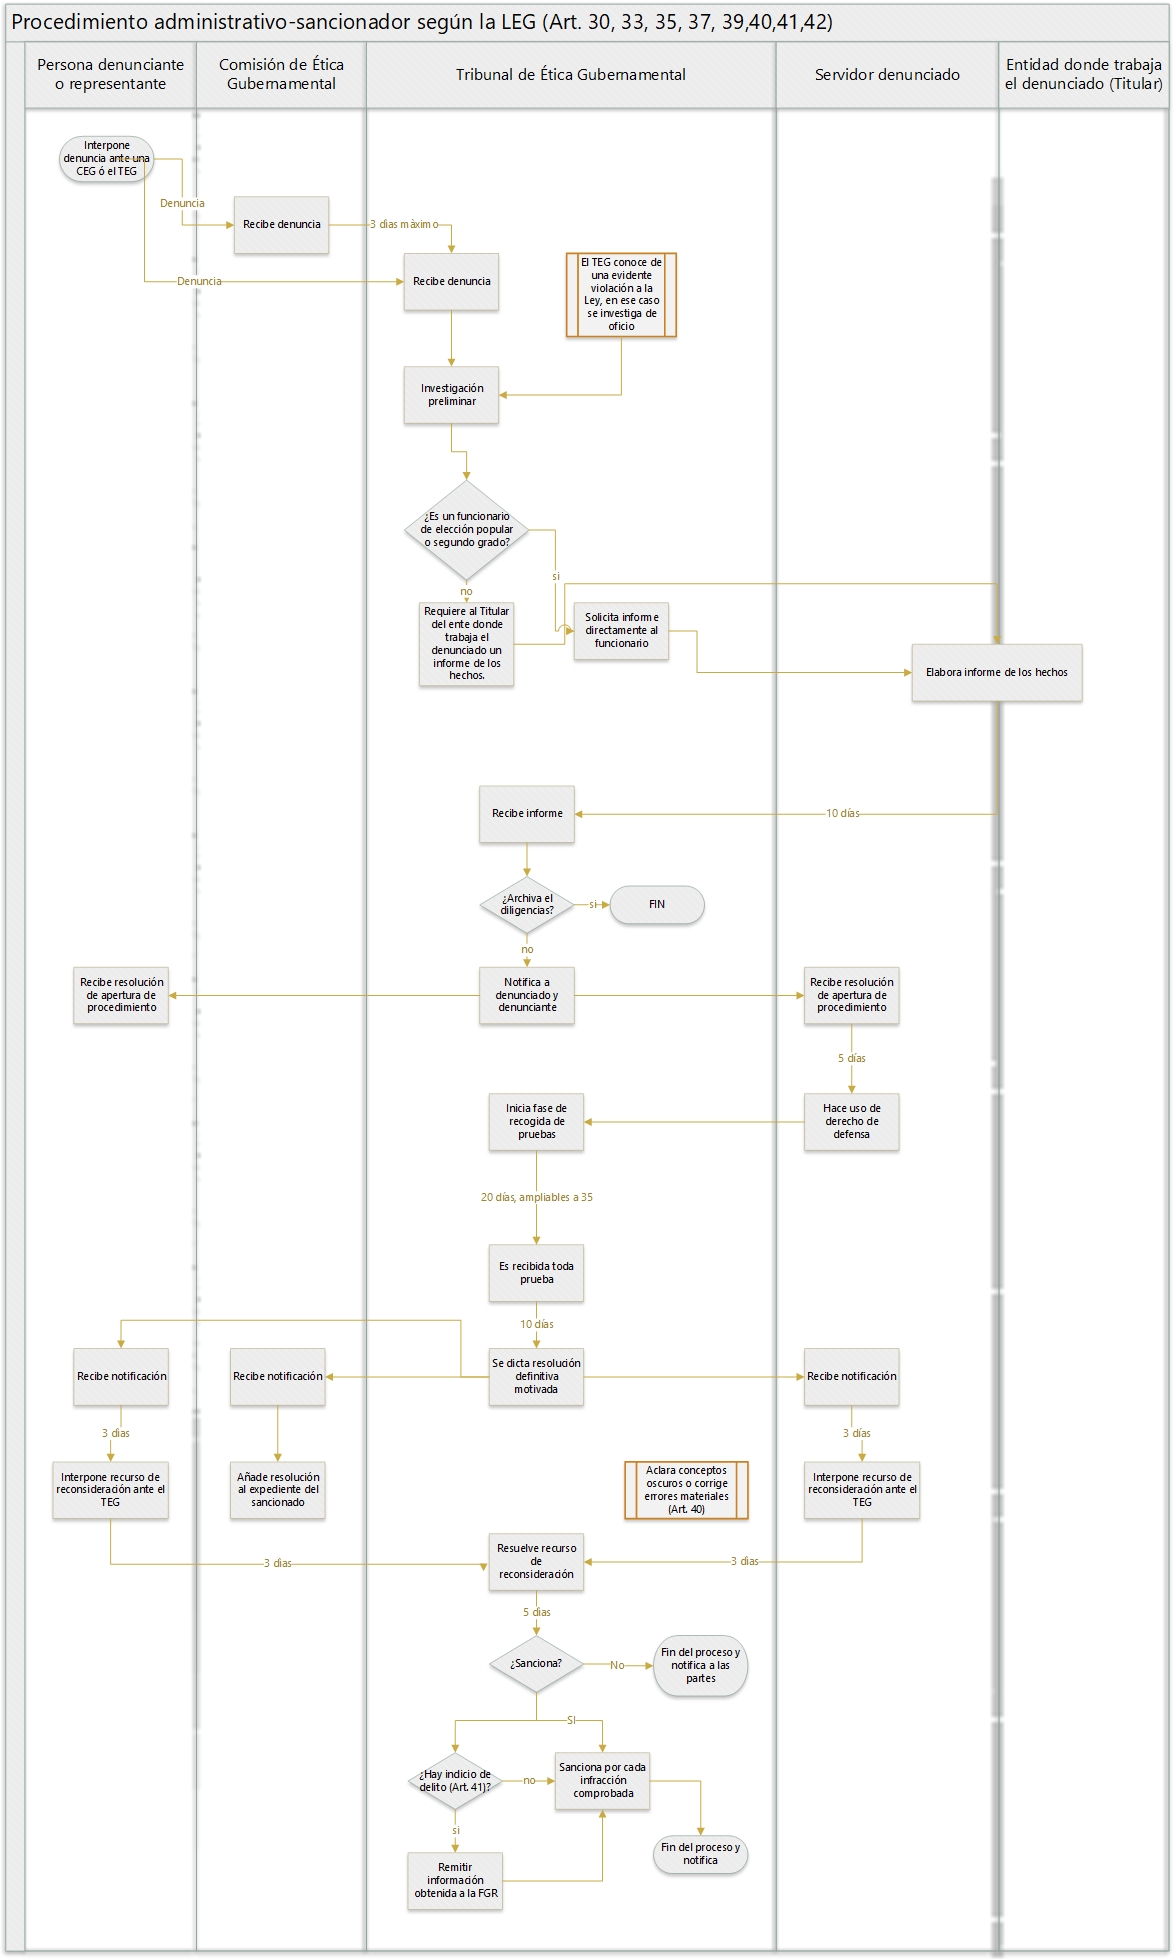 Procedimiento administrativo-sancionador según la LEG (Art. 30, 33, 35, 37, 39,40,41,42)
Persona denunciante
o representante
Comisión de Ética
Gubernamental
Tribunal de Ética Gubernamental
Servidor denunciado
Entidad donde trabaja
el denunciado (Titular)
Interpone
denuncia ante una
CEG ó el TEG
Denuncia
Recibe denuncia
3 dias màximo
Denuncia
Recibe denuncia
El TEG conoce de
una evidente
violación a la
Ley, en ese caso
se investiga de
oficio
Investigación
preliminar
¿Es un funcionario
de elección popular
o segundo grado?
si
no
Requiere al Titular
del ente donde
trabaja el
denunciado un
informe de los
hechos.
Solicita informe
directamente al
funcionario
Elabora informe de los hechos
Recibe informe
10 días
¿Archiva el
diligencias?
si
FIN
no
Recibe resolución
de apertura de
procedimiento
Notifica a
denunciado y
denunciante
Recibe resolución
de apertura de
procedimiento
5 días
Inicia fase de
recogida de
pruebas
Hace uso de
derecho de
defensa
20 días, ampliables a 35
Es recibida toda
prueba
10 días
Recibe notificación
Recibe notificación
Se dicta resolución
definitiva
motivada
Recibe notificación
3 dias
3 días
Interpone recurso de
reconsideración ante el
TEG
Añade resolución
al expediente del
sancionado
Aclara conceptos
oscuros o corrige
errores materiales
(Art. 40)
Interpone recurso de
reconsideración ante el
TEG
3 dias
Resuelve recurso
de
reconsideración
3 dias
5 dias
¿Sanciona?
No
Fin del proceso y
notifica a las
partes
SI
¿Hay indicio de
delito (Art. 41)?
no
Sanciona por cada
infracción
comprobada
si
Fin del proceso y
notifica
Remitir
información
obtenida a la FGR